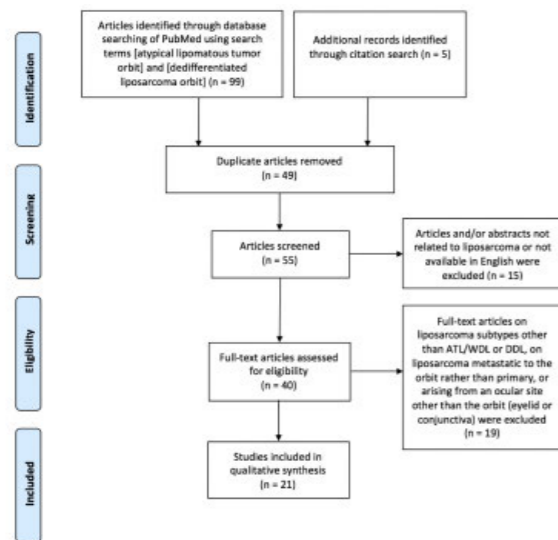 Identification
Articles identified through database
searching of PubMed using search
terms [atypical lipomatous tumor
orbit] and [dedifferentiated
liposarcoma orbit] (n = 99)
Additional records identified
through citation search (n = 5)
Duplicate articles removed
(n = 49)
Screening
Articles screened
(n = 55)
Articles and/or abstracts not
related to liposarcoma or not
available in English were
excluded (n = 15)
Eligibility
Full-text articles assessed
for eligibility
(n = 40)
Full-text articles on
liposarcoma subtypes other
than ATL/WDL or DDL, on
liposarcoma metastatic to the
orbit rather than primary, or
arising from an ocular site
other than the orbit (eyelid or
conjunctiva) were excluded
(n = 19)
Included
Studies included in
qualitative synthesis
(n = 21)